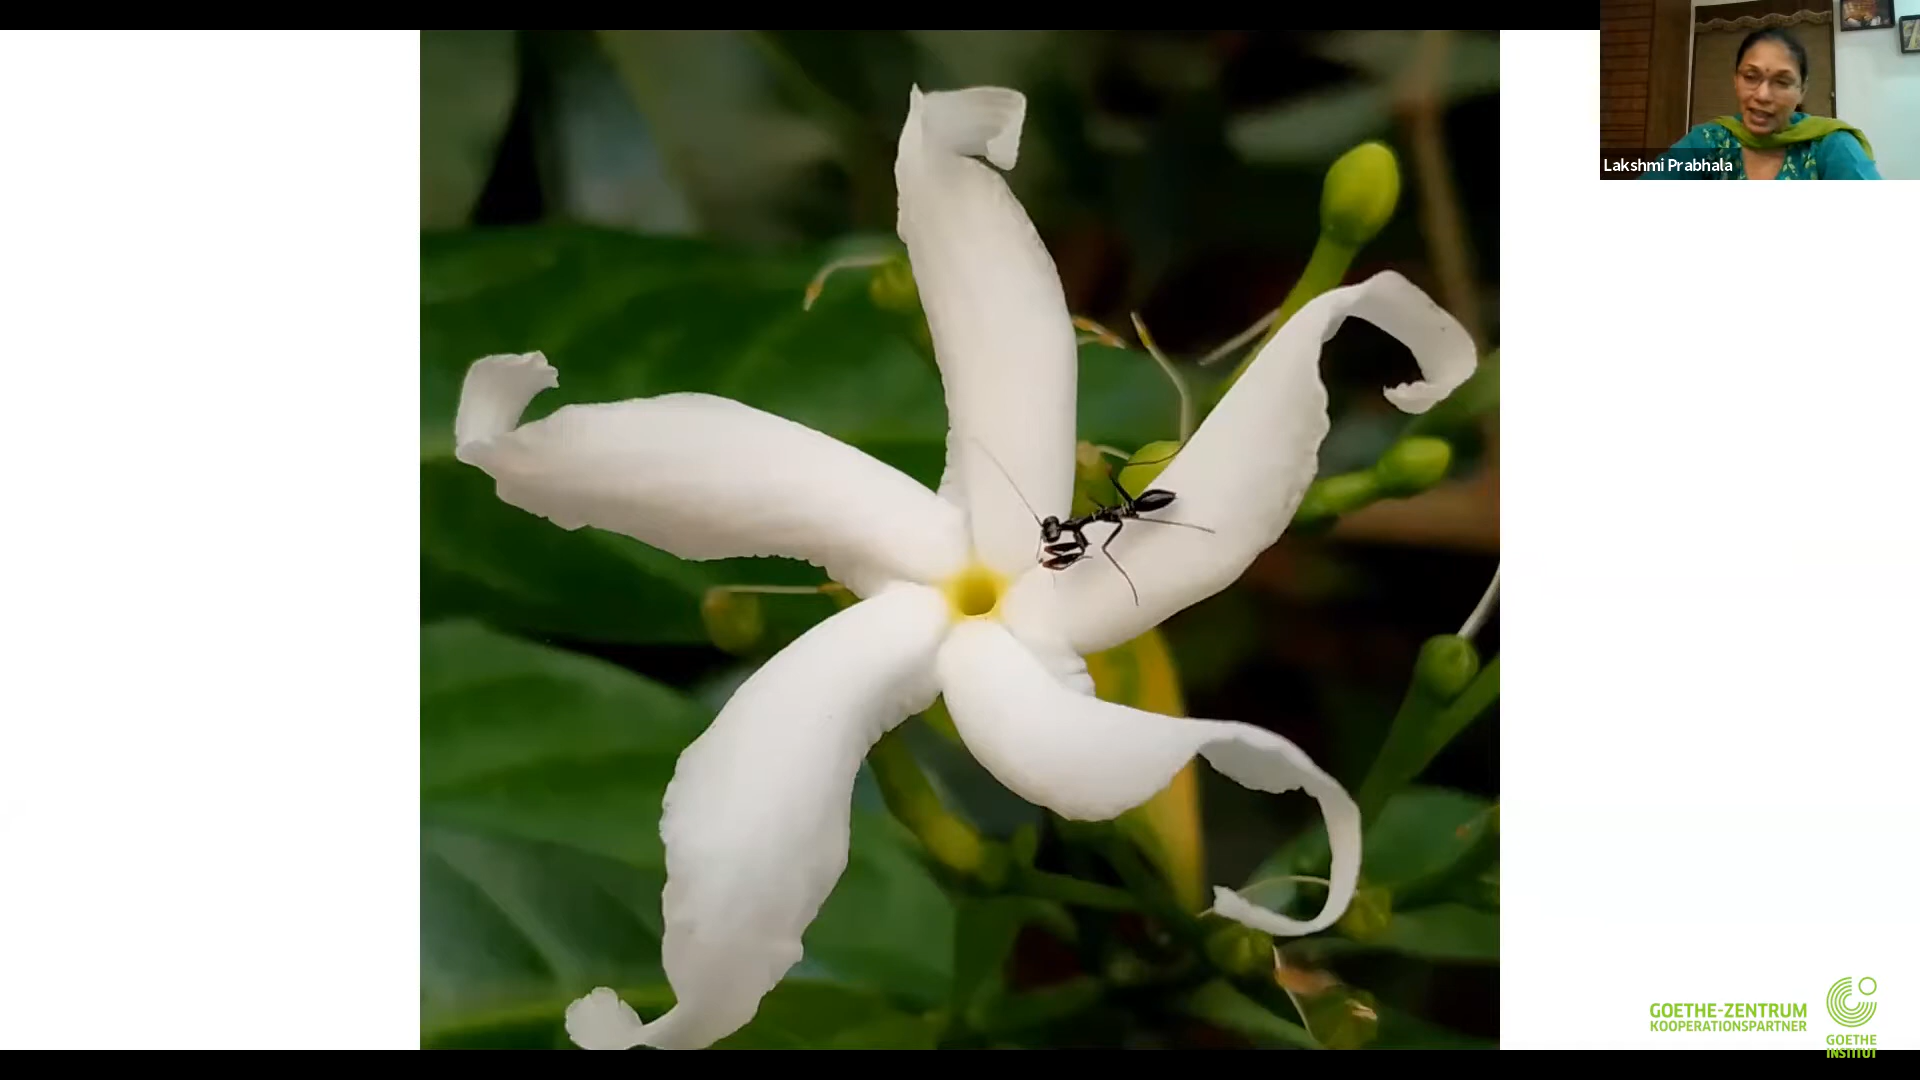 Lakshmi Prabhala
GOETHE-ZENTRUM
KOOPERATIONSPARTNER
GOETHE
INSTITUT